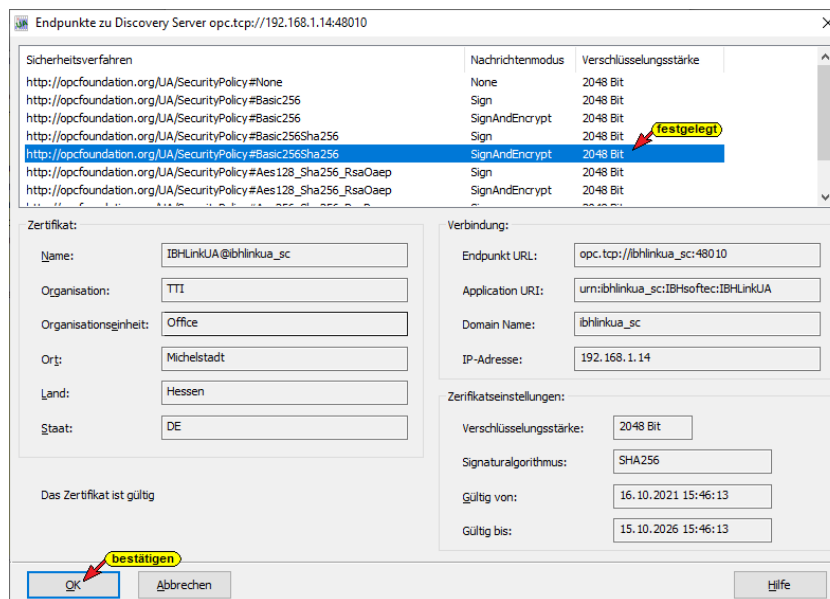 Endpunkte zu Discovery Server opc.tcp://192.168.1.14:48010
Sicherheitsverfahren Nachrichtenmodus Verschlüsselungsstärke
http://opcfoundation.org/UA/SecurityPolicy#None None 2048 Bit
http://opcfoundation.org/UA/SecurityPolicy#Basic256 Sign 2048 Bit
http://opcfoundation.org/UA/SecurityPolicy#Basic256 SignAndEncrypt 2048 Bit
festgelegt
http://opcfoundation.org/UA/SecurityPolicy#Basic256Sha256 Sign 2048 Bit
http://opcfoundation.org/UA/SecurityPolicy#Basic256Sha256 SignAndEncrypt 2048 Bit
http://opcfoundation.org/UA/SecurityPolicy#Aes128_Sha256_RsaOaep Sign 2048 Bit
http://opcfoundation.org/UA/SecurityPolicy#Aes128_Sha256_RsaOaep SignAndEncrypt 2048 Bit
Zertifikat:
Name: IBHLinkUA@ibhlinkua_sc
Organisation: TTI
Organisationseinheit: Office
Ort: Michelstadt
Land: Hessen
Staat: DE
Das Zertifikat ist gültig
Verbindung:
Endpunkt URL: opc.tcp://ibhlinkua_sc:48010
Application URI: urn:ibhlinkua_sc:IBHsoftec:IBHLinkUA
Domain Name: ibhlinkua_sc
IP-Adresse: 192.168.1.14
Zerifikatseinstellungen:
Verschlüsselungsstärke: 2048 Bit
Signaturalgorithmus: SHA256
Gültig von: 16.10.2021 15:46:13
Gültig bis: 15.10.2026 15:46:13
bestätigen
OK Abbrechen Hilfe